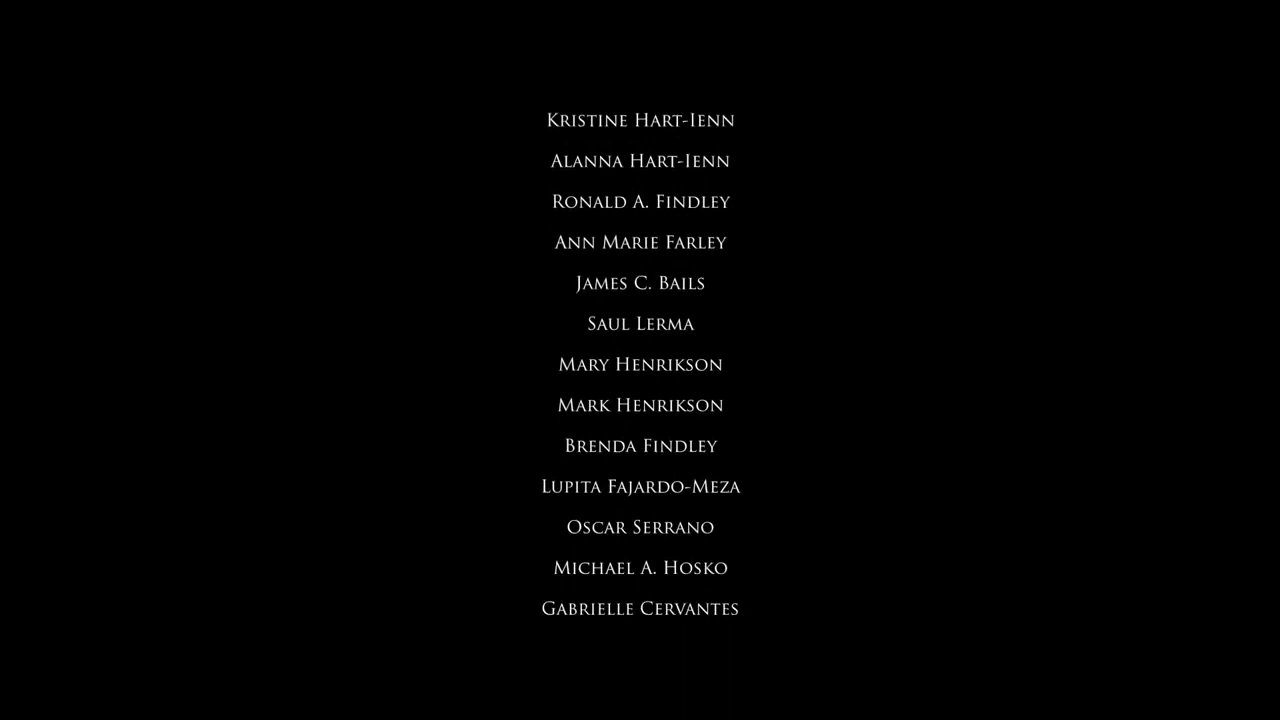 Kristine Hart-Ienn
Alanna Hart-Ienn
Ronald A. Findley
Ann Marie Farley
James C. Bails
Saul Lerma
Mary Henrikson
Mark Henrikson
Brenda Findley
Lupita Fajardo-Meza
Oscar Serrano
Michael A. Hosko
Gabrielle Cervantes